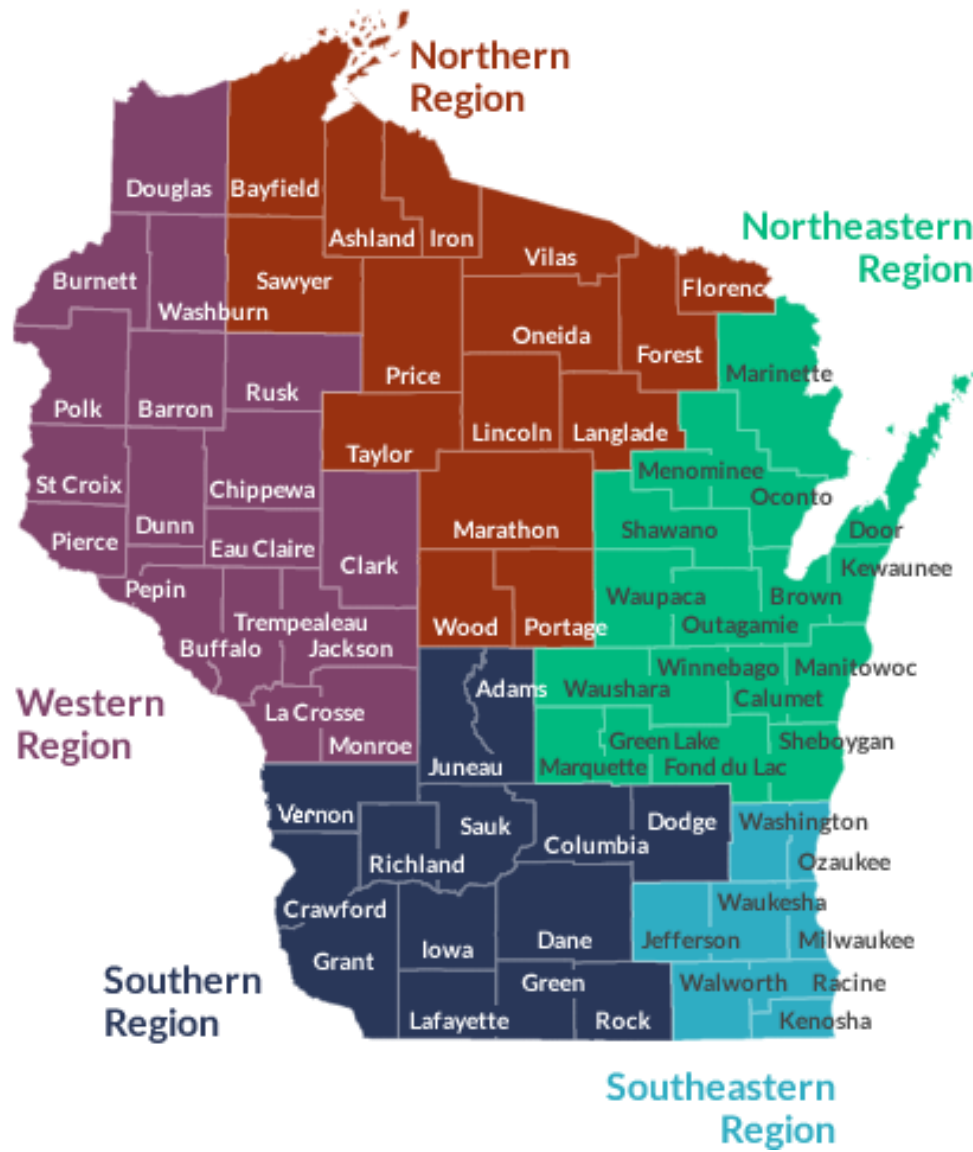 Northern
Region
Douglas
Bayfield
Ashland
Iron
Northeastern
Region
Vilas
Burnett
Washburn
Sawyer
Florenc
Oneida
Forest
Price
Marinette
Rusk
Polk
Barron
Taylor
Lincoln
Langlade
St Croix
Chippewa
Menominee
Oconto
Dunn
Marathon
Shawano
Door
Pierce
Eau Claire
Clark
Kewaunee
Pepin
Waupaca
Brown
Trempealeau
Wood
Portage
Outagamie
Buffalo
Jackson
Winnebago
Manitowoc
Western
Region
Adams
Waushara
Calumet
La Crosse
Monroe
Green Lake
Sheboygan
Juneau
Marquette
Fond du Lac
Vernon
Sauk
Dodge
Washington
Columbia
Richland
Ozaukee
Crawford
Waukesha
Grant
Iowa
Dane
Jefferson
Milwaukee
Southern
Region
Green
Walworth
Racine
Lafayette
Rock
Kenosha
Southeastern
Region